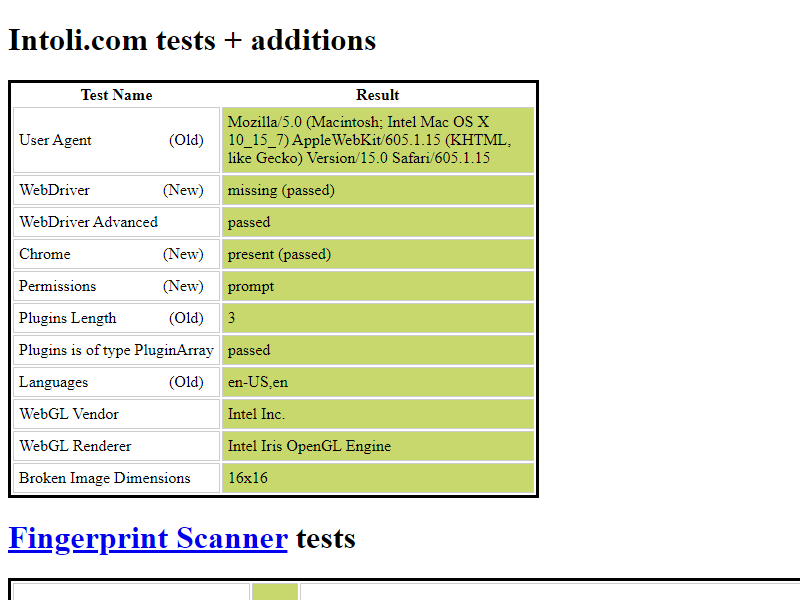 Intoli.com tests + additions
Test Name Result
User Agent (Old) Mozilla/5.0 (Macintosh; Intel Mac OS X
10_15_7) AppleWebKit/605.1.15 (KHTML,
like Gecko) Version/15.0 Safari/605.1.15
WebDriver (New) missing (passed)
WebDriver Advanced passed
Chrome (New) present (passed)
Permissions (New) prompt
Plugins Length (Old) 3
Plugins is of type PluginArray passed
Languages (Old) en-US,en
WebGL Vendor Intel Inc.
WebGL Renderer Intel Iris OpenGL Engine
Broken Image Dimensions 16x16
Fingerprint Scanner tests